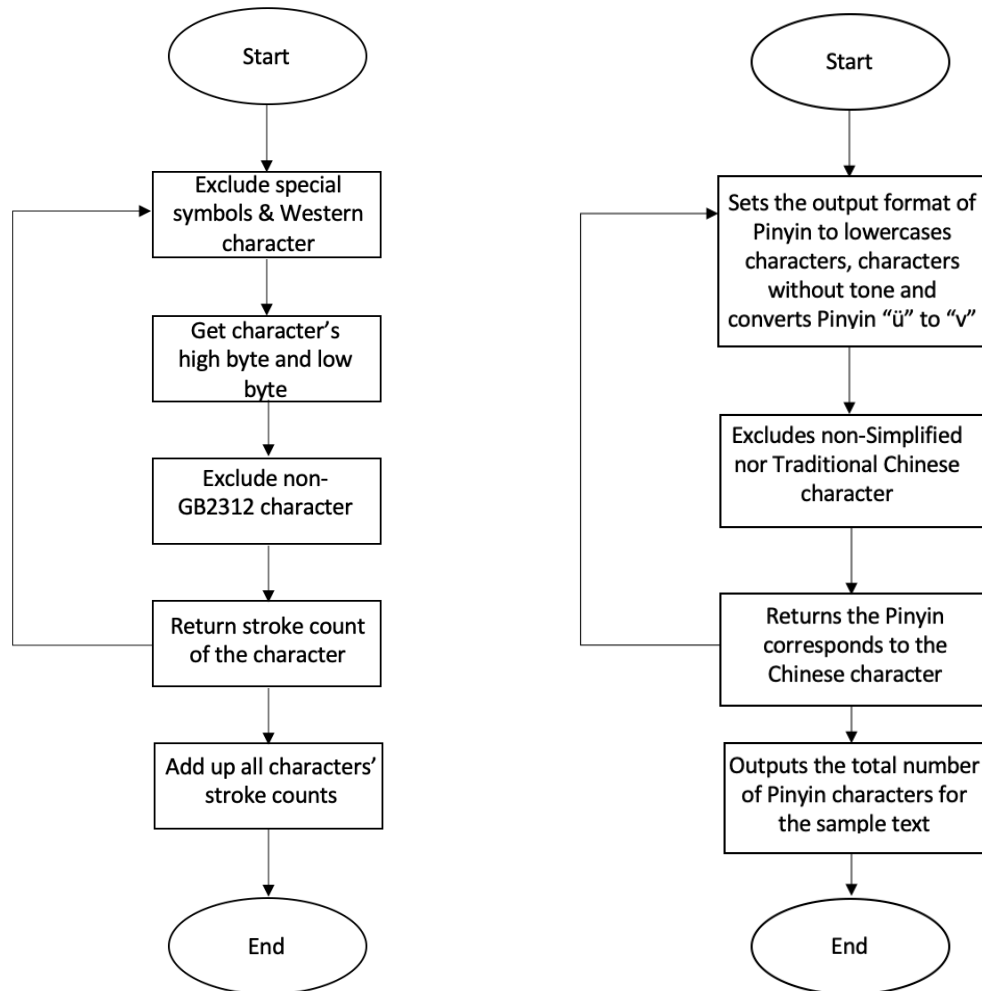 Start
Exclude special
symbols & Western
character
Get character’s
high byte and low
byte
Exclude non-
GB2312 character
Return stroke count
of the character
Add up all characters’
stroke counts
End
Start
Sets the output format of
Pinyin to lowercases
characters, characters
without tone and
converts Pinyin “ü” to “v”
Excludes non-Simplified
nor Traditional Chinese
character
Returns the Pinyin
corresponds to the
Chinese character
Outputs the total number
of Pinyin characters for
the sample text
End